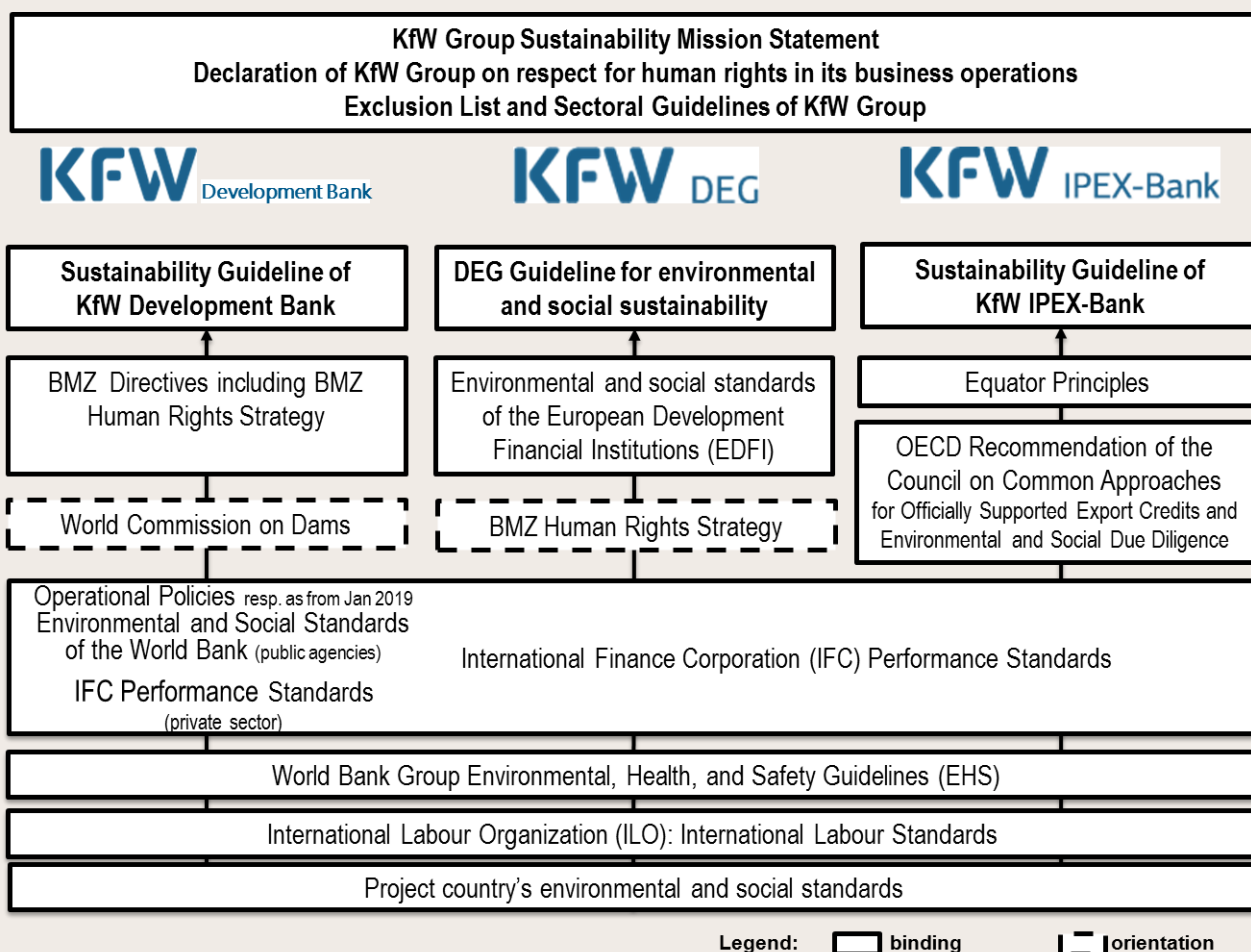 KfW Group Sustainability Mission Statement
Declaration of KfW Group on respect for human rights in its business operations
Exclusion List and Sectoral Guidelines of KfW Group
KFW Development Bank
KFW DEG
KFW IPEX-Bank
Sustainability Guideline of
KfW Development Bank
DEG Guideline for environmental
and social sustainability
Sustainability Guideline of
KfW IPEX-Bank
BMZ Directives including BMZ
Human Rights Strategy
Environmental and social standards
of the European Development
Financial Institutions (EDFI)
Equator Principles
OECD Recommendation of the
Council on Common Approaches
for Officially Supported Export Credits and
Environmental and Social Due Diligence
World Commission on Dams
BMZ Human Rights Strategy
Operational Policies resp. as from Jan 2019
Environmental and Social Standards
of the World Bank (public agencies)
IFC Performance Standards
(private sector)
International Finance Corporation (IFC) Performance Standards
World Bank Group Environmental, Health, and Safety Guidelines (EHS)
International Labour Organization (ILO): International Labour Standards
Project country's environmental and social standards
Legend: binding orientation